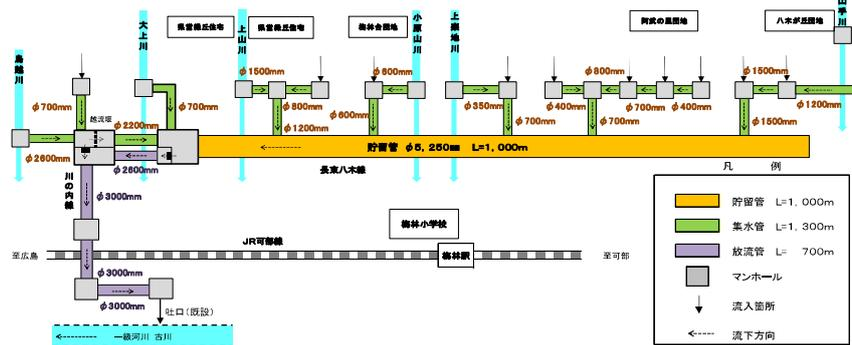 大上川
県営緑丘住宅
上山川
県営緑丘住宅
梅林台団地
小原山川
上楽地川
阿武の里団地
八木が丘団地
山手川
鳥越川
φ1500mm
φ600mm
φ800mm
φ1500mm
φ700mm
越流堰
φ700mm
φ800mm
φ600mm
φ350mm
φ400mm
φ700mm
φ400mm
φ1200mm
φ2200mm
φ1200mm
φ700mm
φ700mm
φ1500mm
φ2600mm
φ2600mm
貯留管 φ5,250㎜ L=1,000m
長束八木線
川の内線
φ3000mm
凡 例
貯留管 L=1,000m
集水管 L=1,300m
放流管 L= 700m
マンホール
流入箇所
流下方向
梅林小学校
JR可部線
至広島
梅林駅
至可部
φ3000mm
φ3000mm
吐口(既設)
一級河川 古川